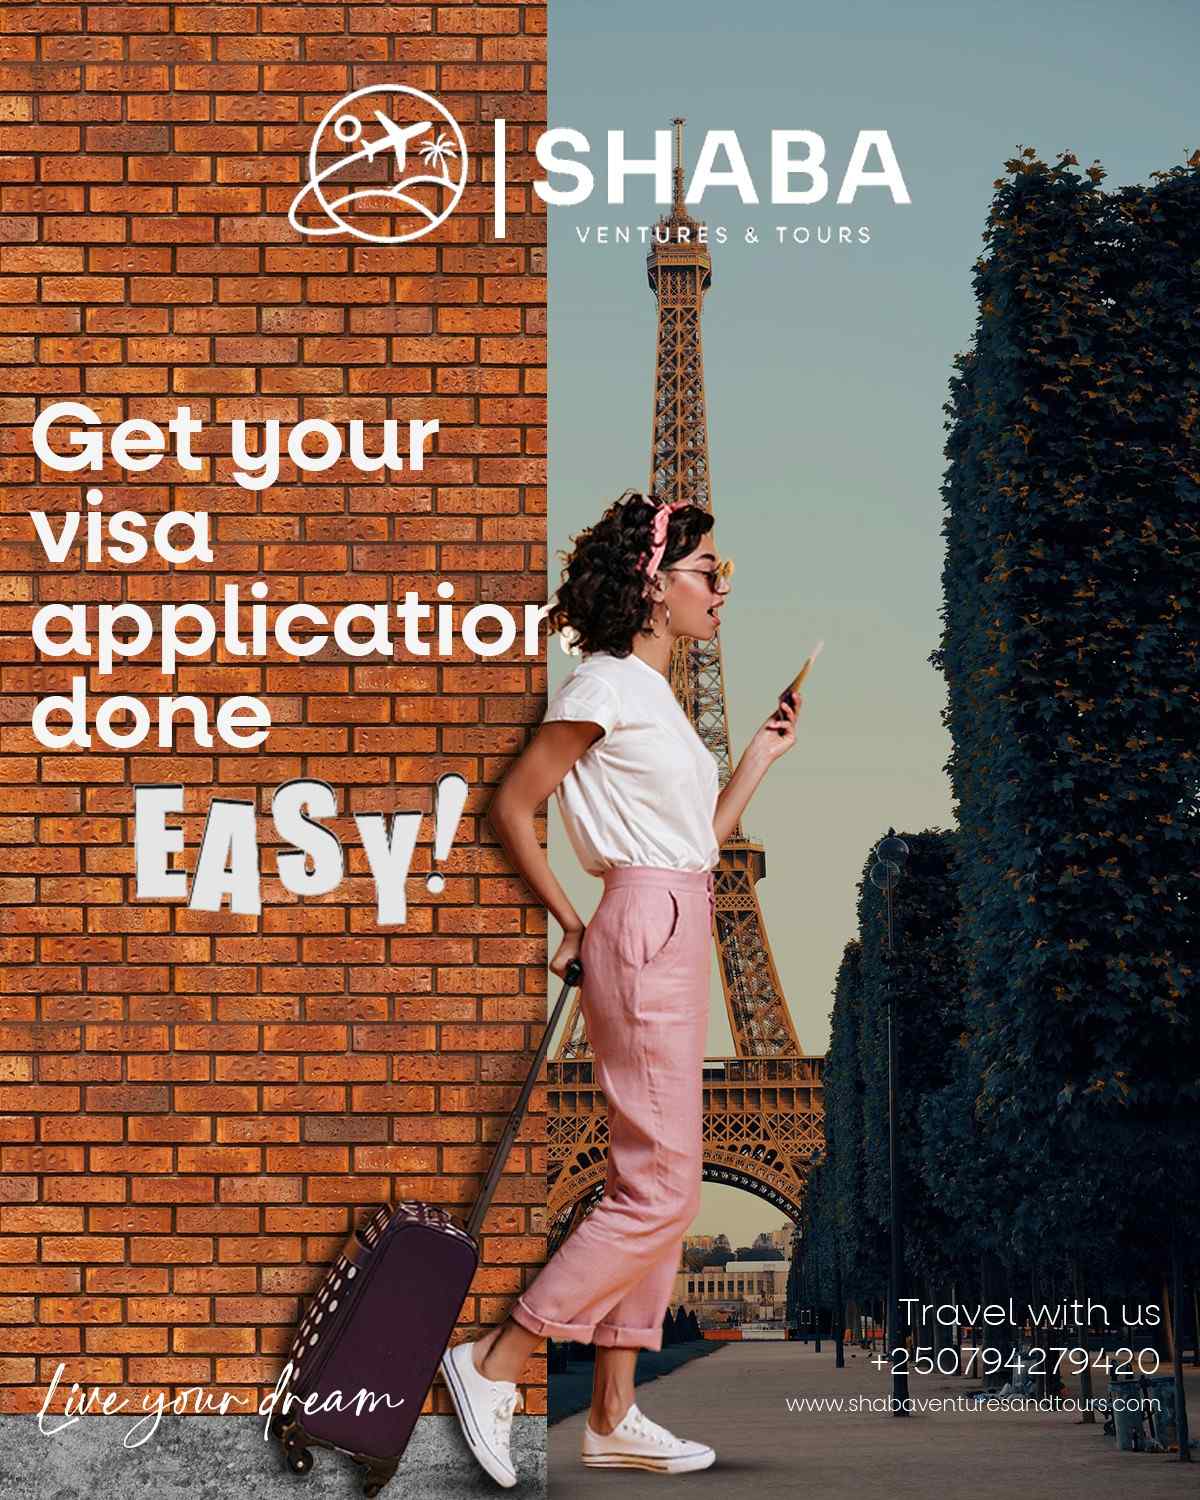 SHABA
VENTURES & TOURS
Get your
visa
application
done
EASY!
Live your dream
Travel with us
+250794279420
www.shabaventuresandtours.com